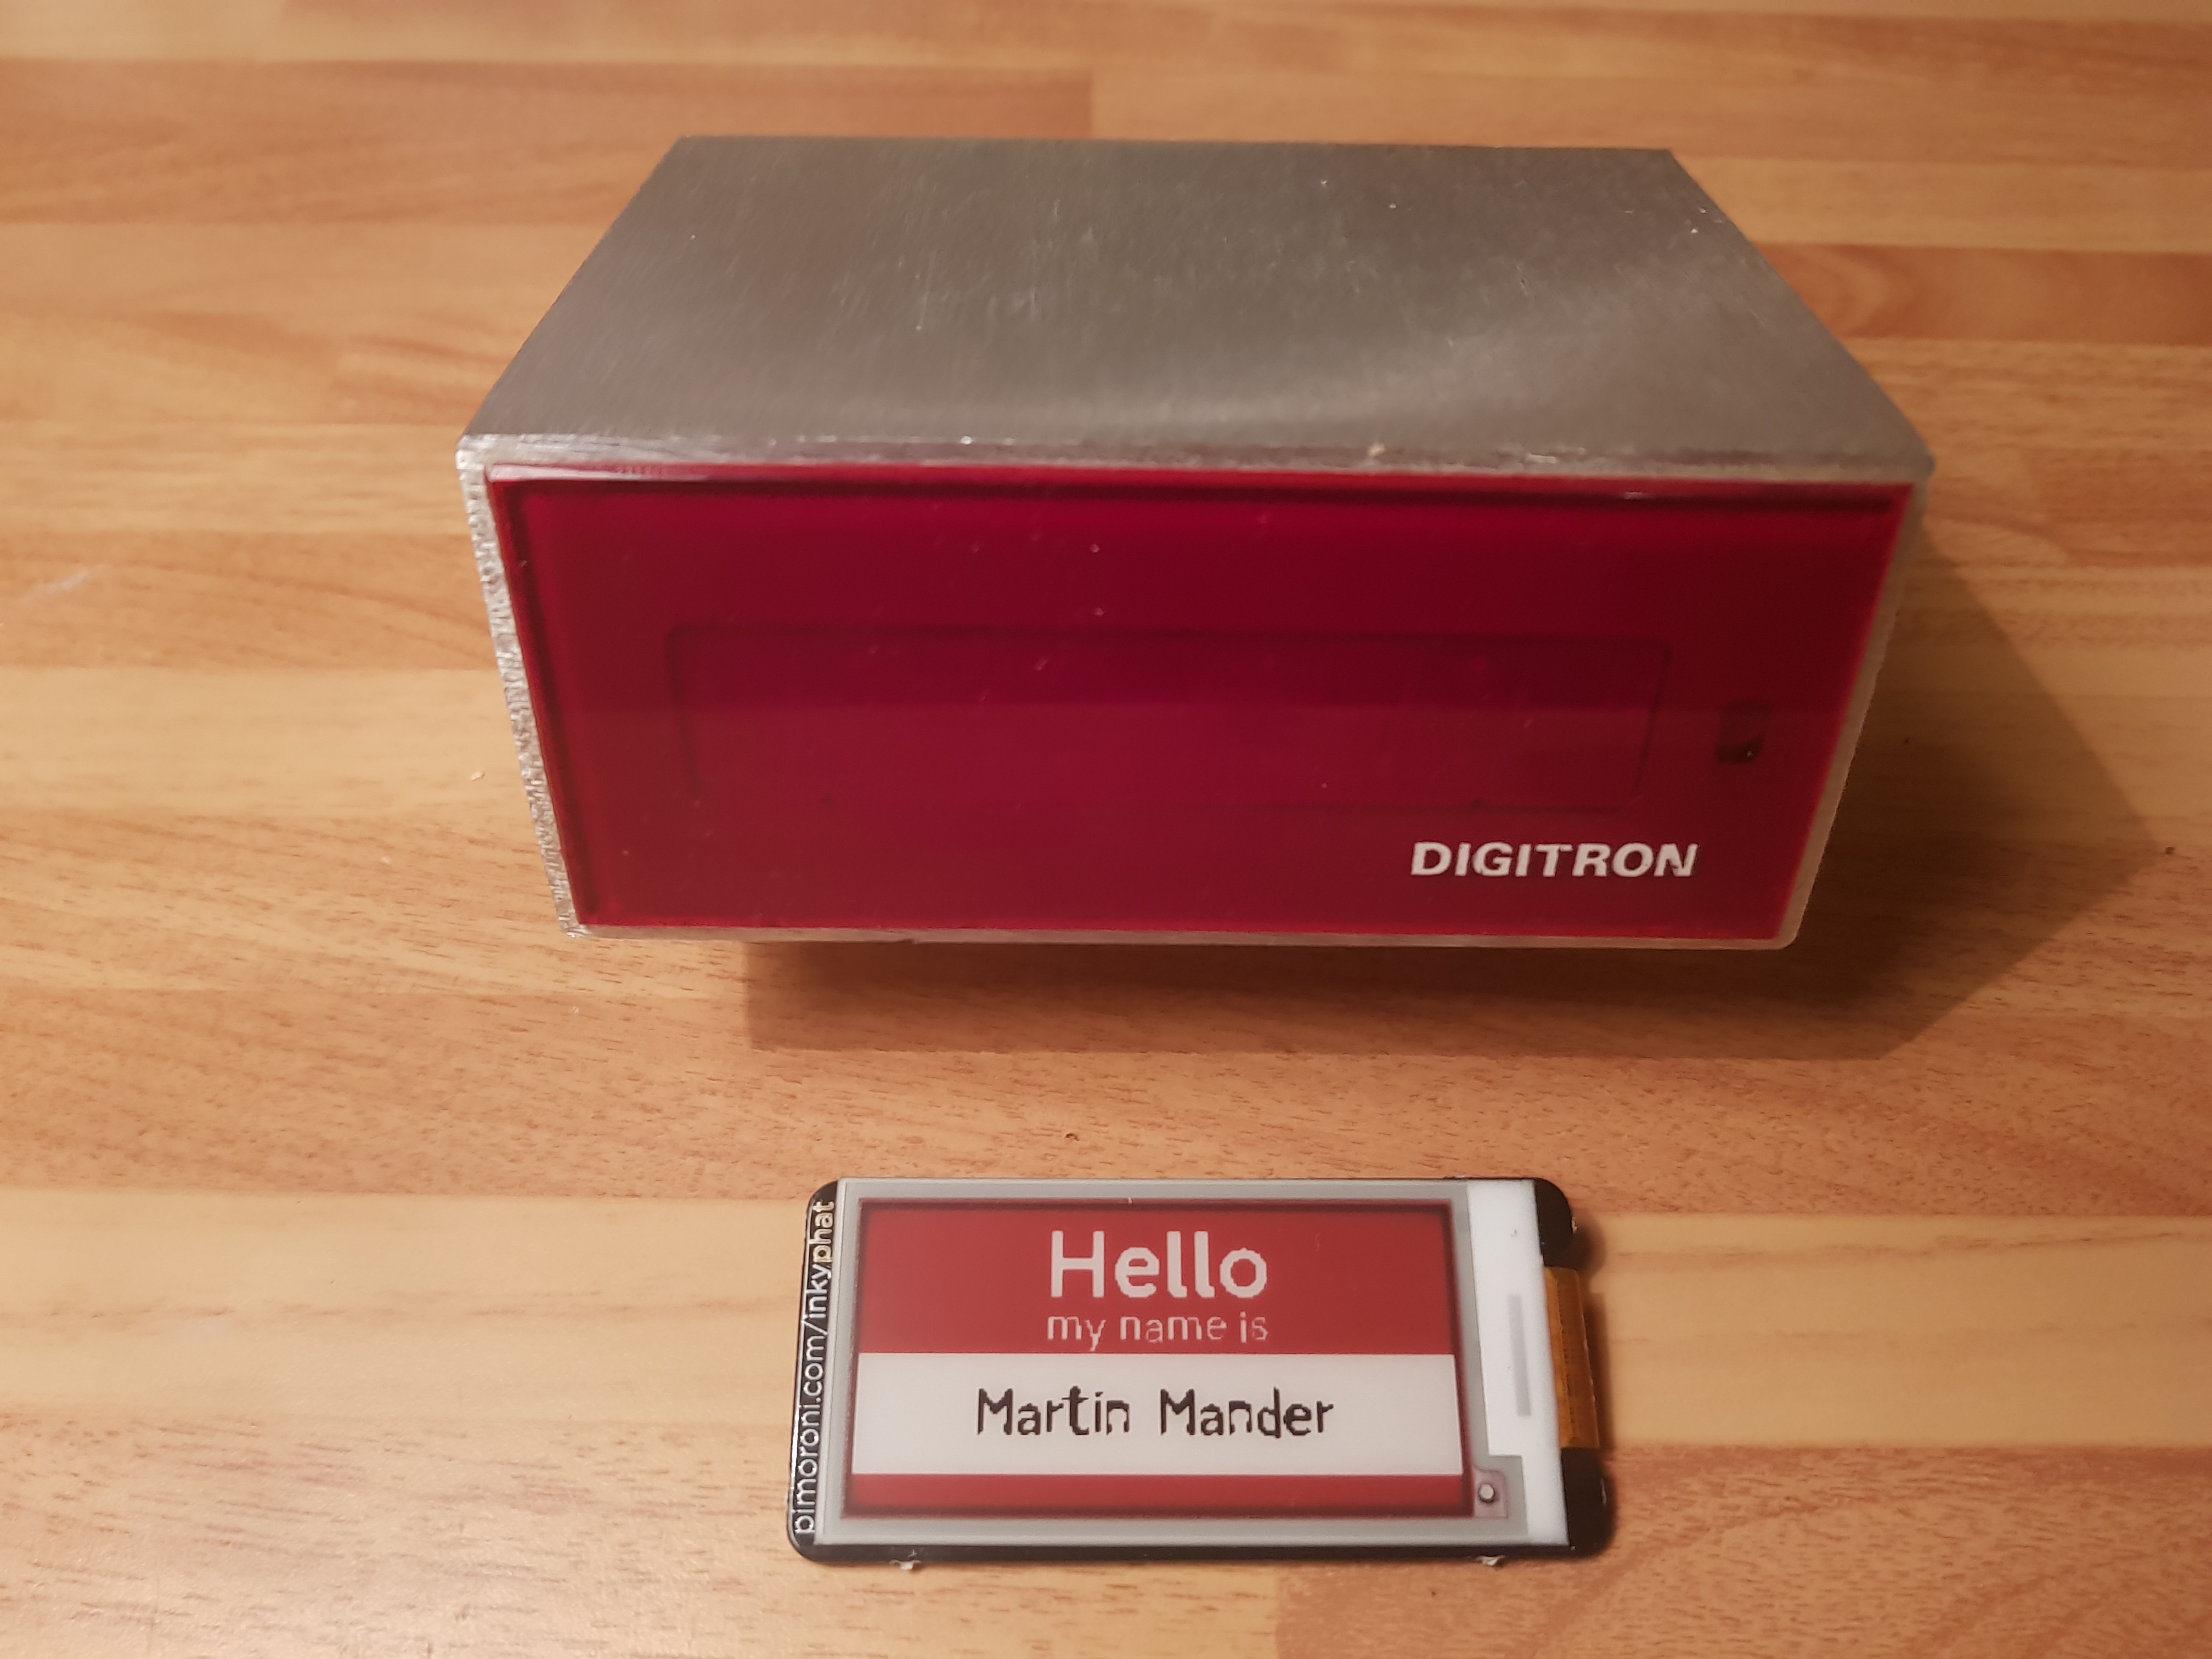 DIGITRON
pimoroni.com/inkyphat
Hello
my name is
Martin Mander